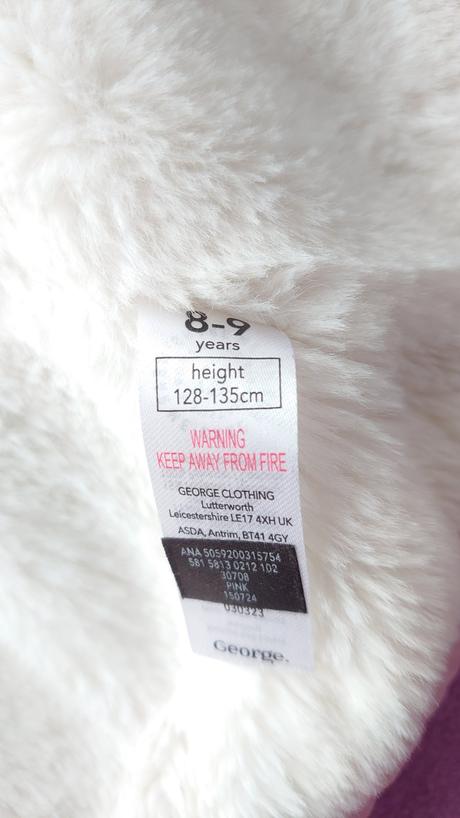 8-9
years
height
128-135cm
WARNING
KEEP AWAY FROM FIRE
GEORGE CLOTHING
Lutterworth
Leicestershire LE17 4XH UK
ASDA, Antrim, BT41 4GY
ANA 5059200315754
581 5813 0212 102
30708
PINK
150724
030323
George.